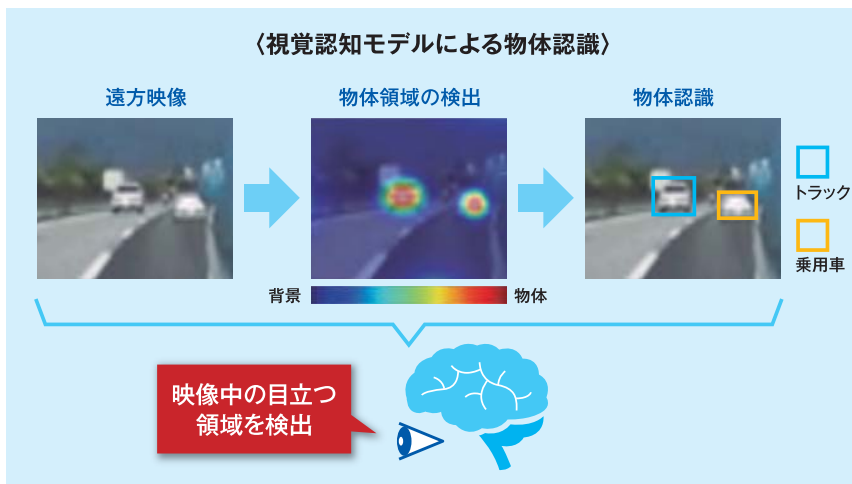 〈視覚認知モデルによる物体認識〉
遠方映像
物体領域の検出
物体認識
トラック
乗用車
背景
物体
映像中の目立つ
領域を検出